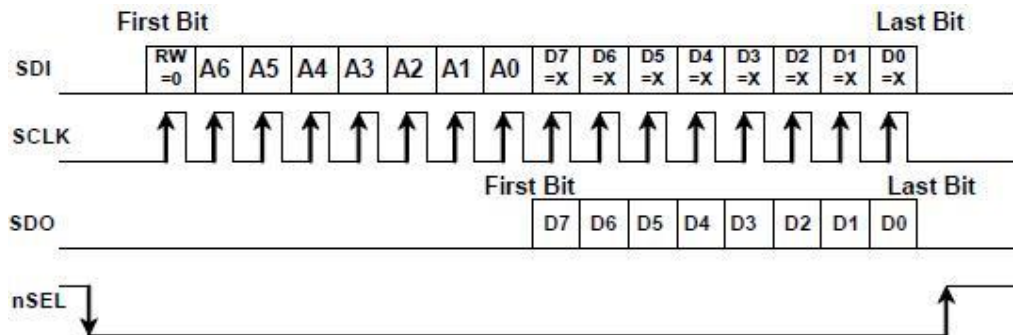 First Bit Last Bit
SDI RW =0 A6 A5 A4 A3 A2 A1 A0 D7 =X D6 =X D5 =X D4 =X D3 =X D2 =X D1 =X D0 =X
SCLK
First Bit Last Bit
SDO D7 D6 D5 D4 D3 D2 D1 D0
nSEL